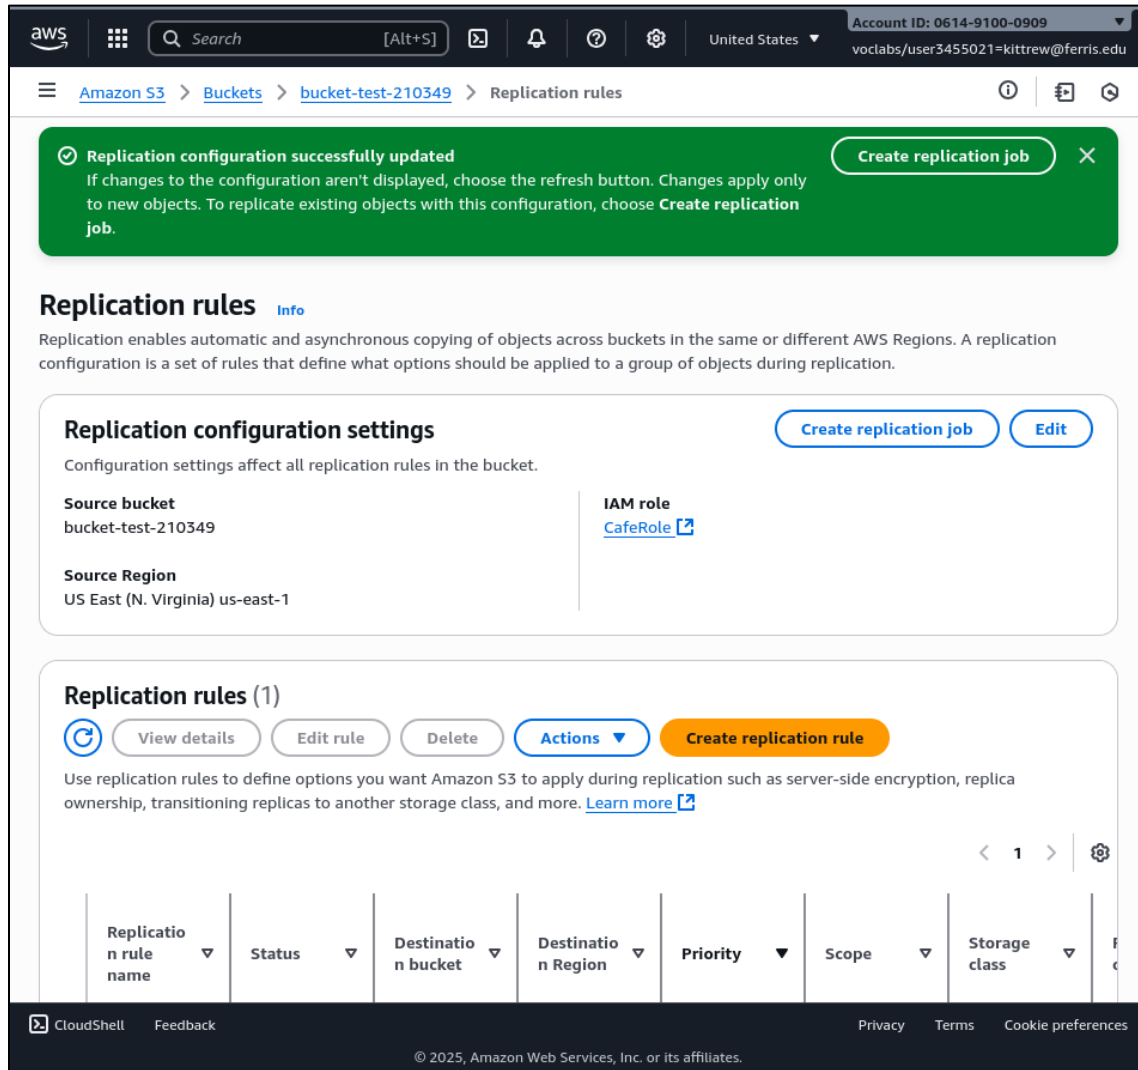 aws
Search [Alt+S]
United States
Account ID: 0614-9100-0909
voclabs/user3455021=kittrew@ferris.edu
Amazon S3 > Buckets > bucket-test-210349 > Replication rules
Replication configuration successfully updated
If changes to the configuration aren't displayed, choose the refresh button. Changes apply only
to new objects. To replicate existing objects with this configuration, choose Create replication
job.
Create replication job
Replication rules Info
Replication enables automatic and asynchronous copying of objects across buckets in the same or different AWS Regions. A replication
configuration is a set of rules that define what options should be applied to a group of objects during replication.
Replication configuration settings
Create replication job Edit
Configuration settings affect all replication rules in the bucket.
Source bucket
bucket-test-210349
Source Region
US East (N. Virginia) us-east-1
IAM role
CafeRole
Replication rules (1)
View details Edit rule Delete Actions Create replication rule
Use replication rules to define options you want Amazon S3 to apply during replication such as server-side encryption, replica
ownership, transitioning replicas to another storage class, and more. Learn more
< 1 >
Replicatio
n rule
name
Status
Destinatio
n bucket
Destinatio
n Region
Priority
Scope
Storage
class
CloudShell Feedback Privacy Terms Cookie preferences
© 2025, Amazon Web Services, Inc. or its affiliates.